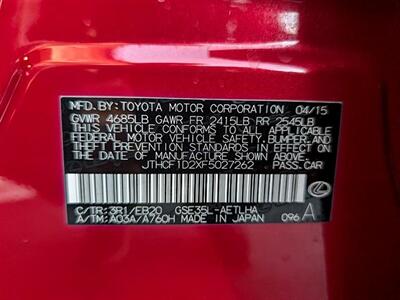 MFD. BY: TOYOTA MOTOR CORPORATION 04/15
GVWR 4685LB GAWR FR 2415LB RR 2545LB
THIS VEHICLE CONFORMS TO ALL APPLICABLE
FEDERAL MOTOR VEHICLE SAFETY, BUMPER, AND
THEFT PREVENTION STANDARDS IN EFFECT ON
THE DATE OF MANUFACTURE SHOWN ABOVE.
JTHCF1D2XF5027262 PASS.CAR
C/TR:3R1/EB20 GSE35L-AETLHA
A/TM:A03A/A760H MADE IN JAPAN 096 A